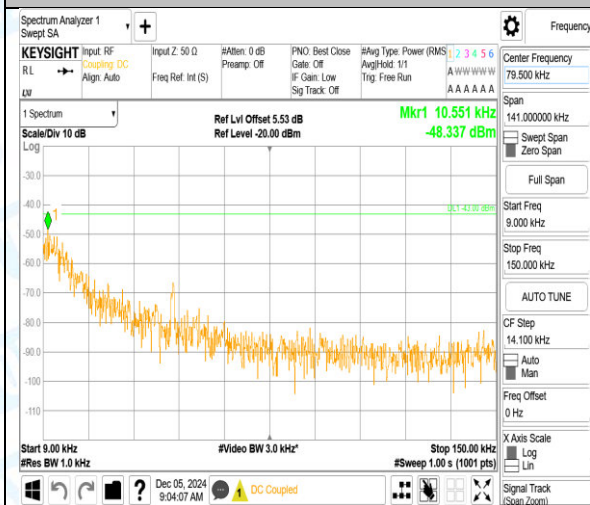 Spectrum Analyzer 1
Swept SA
+
Frequency
KEYSIGHT
RL
Input: RF
Coupling: DC
Align: Auto
Input Z: 50 Ω
Freq Ref: Int (S)
#Atten: 0 dB
Preamp: Off
PNO: Best Close
Gate: Off
IF Gain: Low
Sig Track: Off
#Avg Type: Power (RMS
Avg|Hold: 1/1
Trig: Free Run
1 2 3 4 5 6
A W W W W W
A A A A A A
1 Spectrum
Scale/Div 10 dB
Ref Lvl Offset 5.53 dB
Ref Level -20.00 dBm
Mkr1 10.551 kHz
-48.337 dBm
Log
-30.0
-40.0
-50.0
-60.0
-70.0
-80.0
-90.0
-100
-110
1
DL1 -43.00 dBm
Start 9.00 kHz
#Res BW 1.0 kHz
#Video BW 3.0 kHz*
Stop 150.00 kHz
#Sweep 1.00 s (1001 pts)
?
Dec 05, 2024
9:04:07 AM
1
DC Coupled
Center Frequency
79.500 kHz
Span
141.000000 kHz
Swept Span
Zero Span
Full Span
Start Freq
9.000 kHz
Stop Freq
150.000 kHz
AUTO TUNE
CF Step
14.100 kHz
Auto
Man
Freq Offset
0 Hz
X Axis Scale
Log
Lin
Signal Track
(Span Zoom)